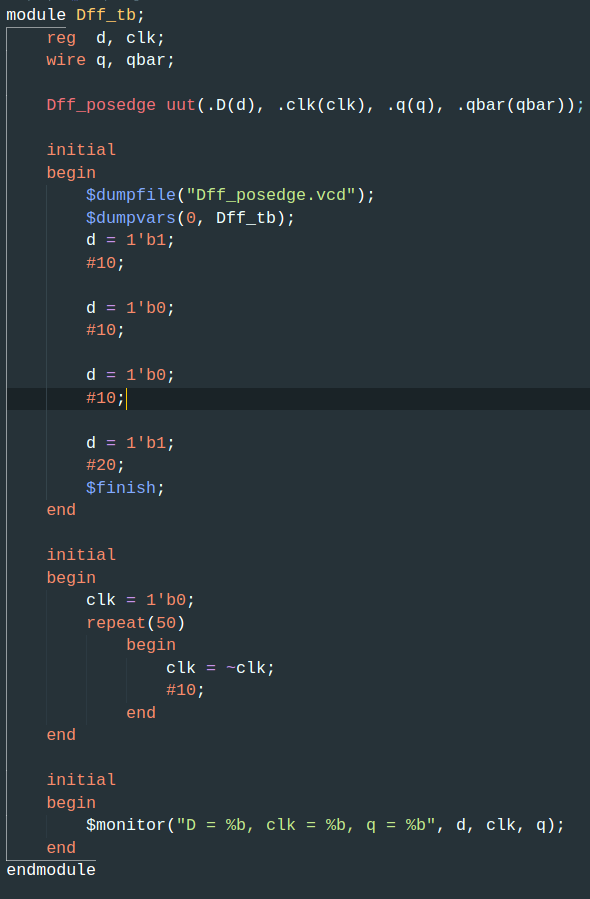 module Dff_tb;
reg  d, clk;
wire q, qbar;
Dff_posedge uut(.D(d), .clk(clk), .q(q), .qbar(qbar));
initial
begin
$dumpfile("Dff_posedge.vcd");
$dumpvars(0, Dff_tb);
d = 1'b1;
#10;
d = 1'b0;
#10;
d = 1'b0;
#10;
d = 1'b1;
#20;
$finish;
end
initial
begin
clk = 1'b0;
repeat(50)
begin
clk = ~clk;
#10;
end
end
initial
begin
$monitor("D = %b, clk = %b, q = %b", d, clk, q);
end
endmodule